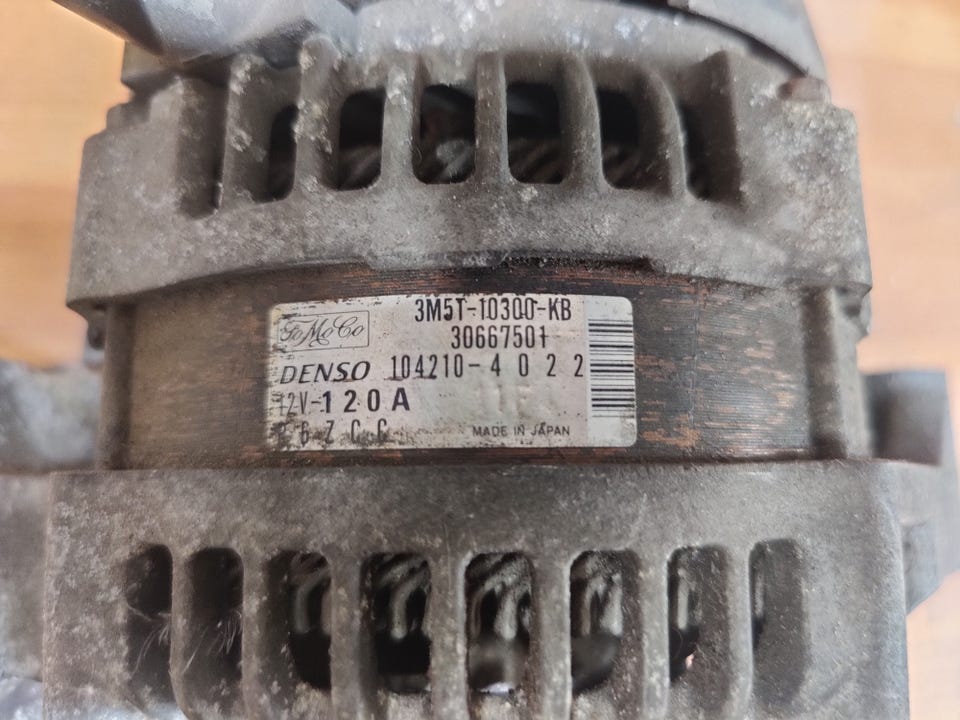 FoMoCo
3M5T-10300-KB
30667501
DENSO 104210-4022
12V-120A
MADE IN JAPAN